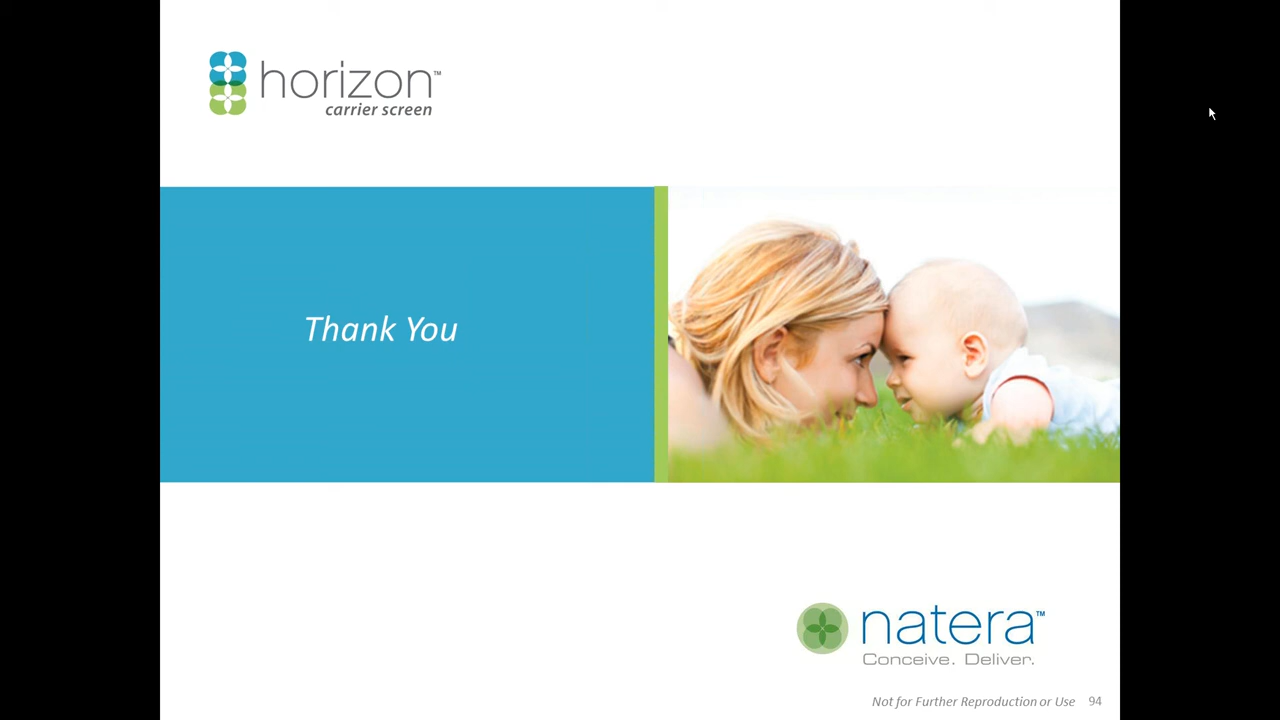 horizon™
carrier screen
Thank You
natera™
Conceive. Deliver.
Not for Further Reproduction or Use 94